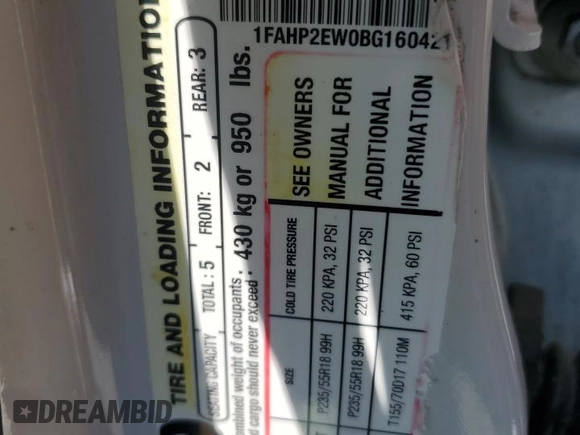 TIRE AND LOADING INFORMATION
SEATING CAPACITY TOTAL: 5 FRONT: 2 REAR: 3
combined weight of occupants
and cargo should never exceed: 430 kg or 950 lbs.
SIZE COLD TIRE PRESSURE SEE OWNERS
P235/55R18 99H 220 KPA, 32 PSI MANUAL FOR
P235/55R18 99H 220 KPA, 32 PSI ADDITIONAL
T155/70D17 110M 415 KPA, 60 PSI INFORMATION
1FAHP2EW0BG160421
DREAMBID